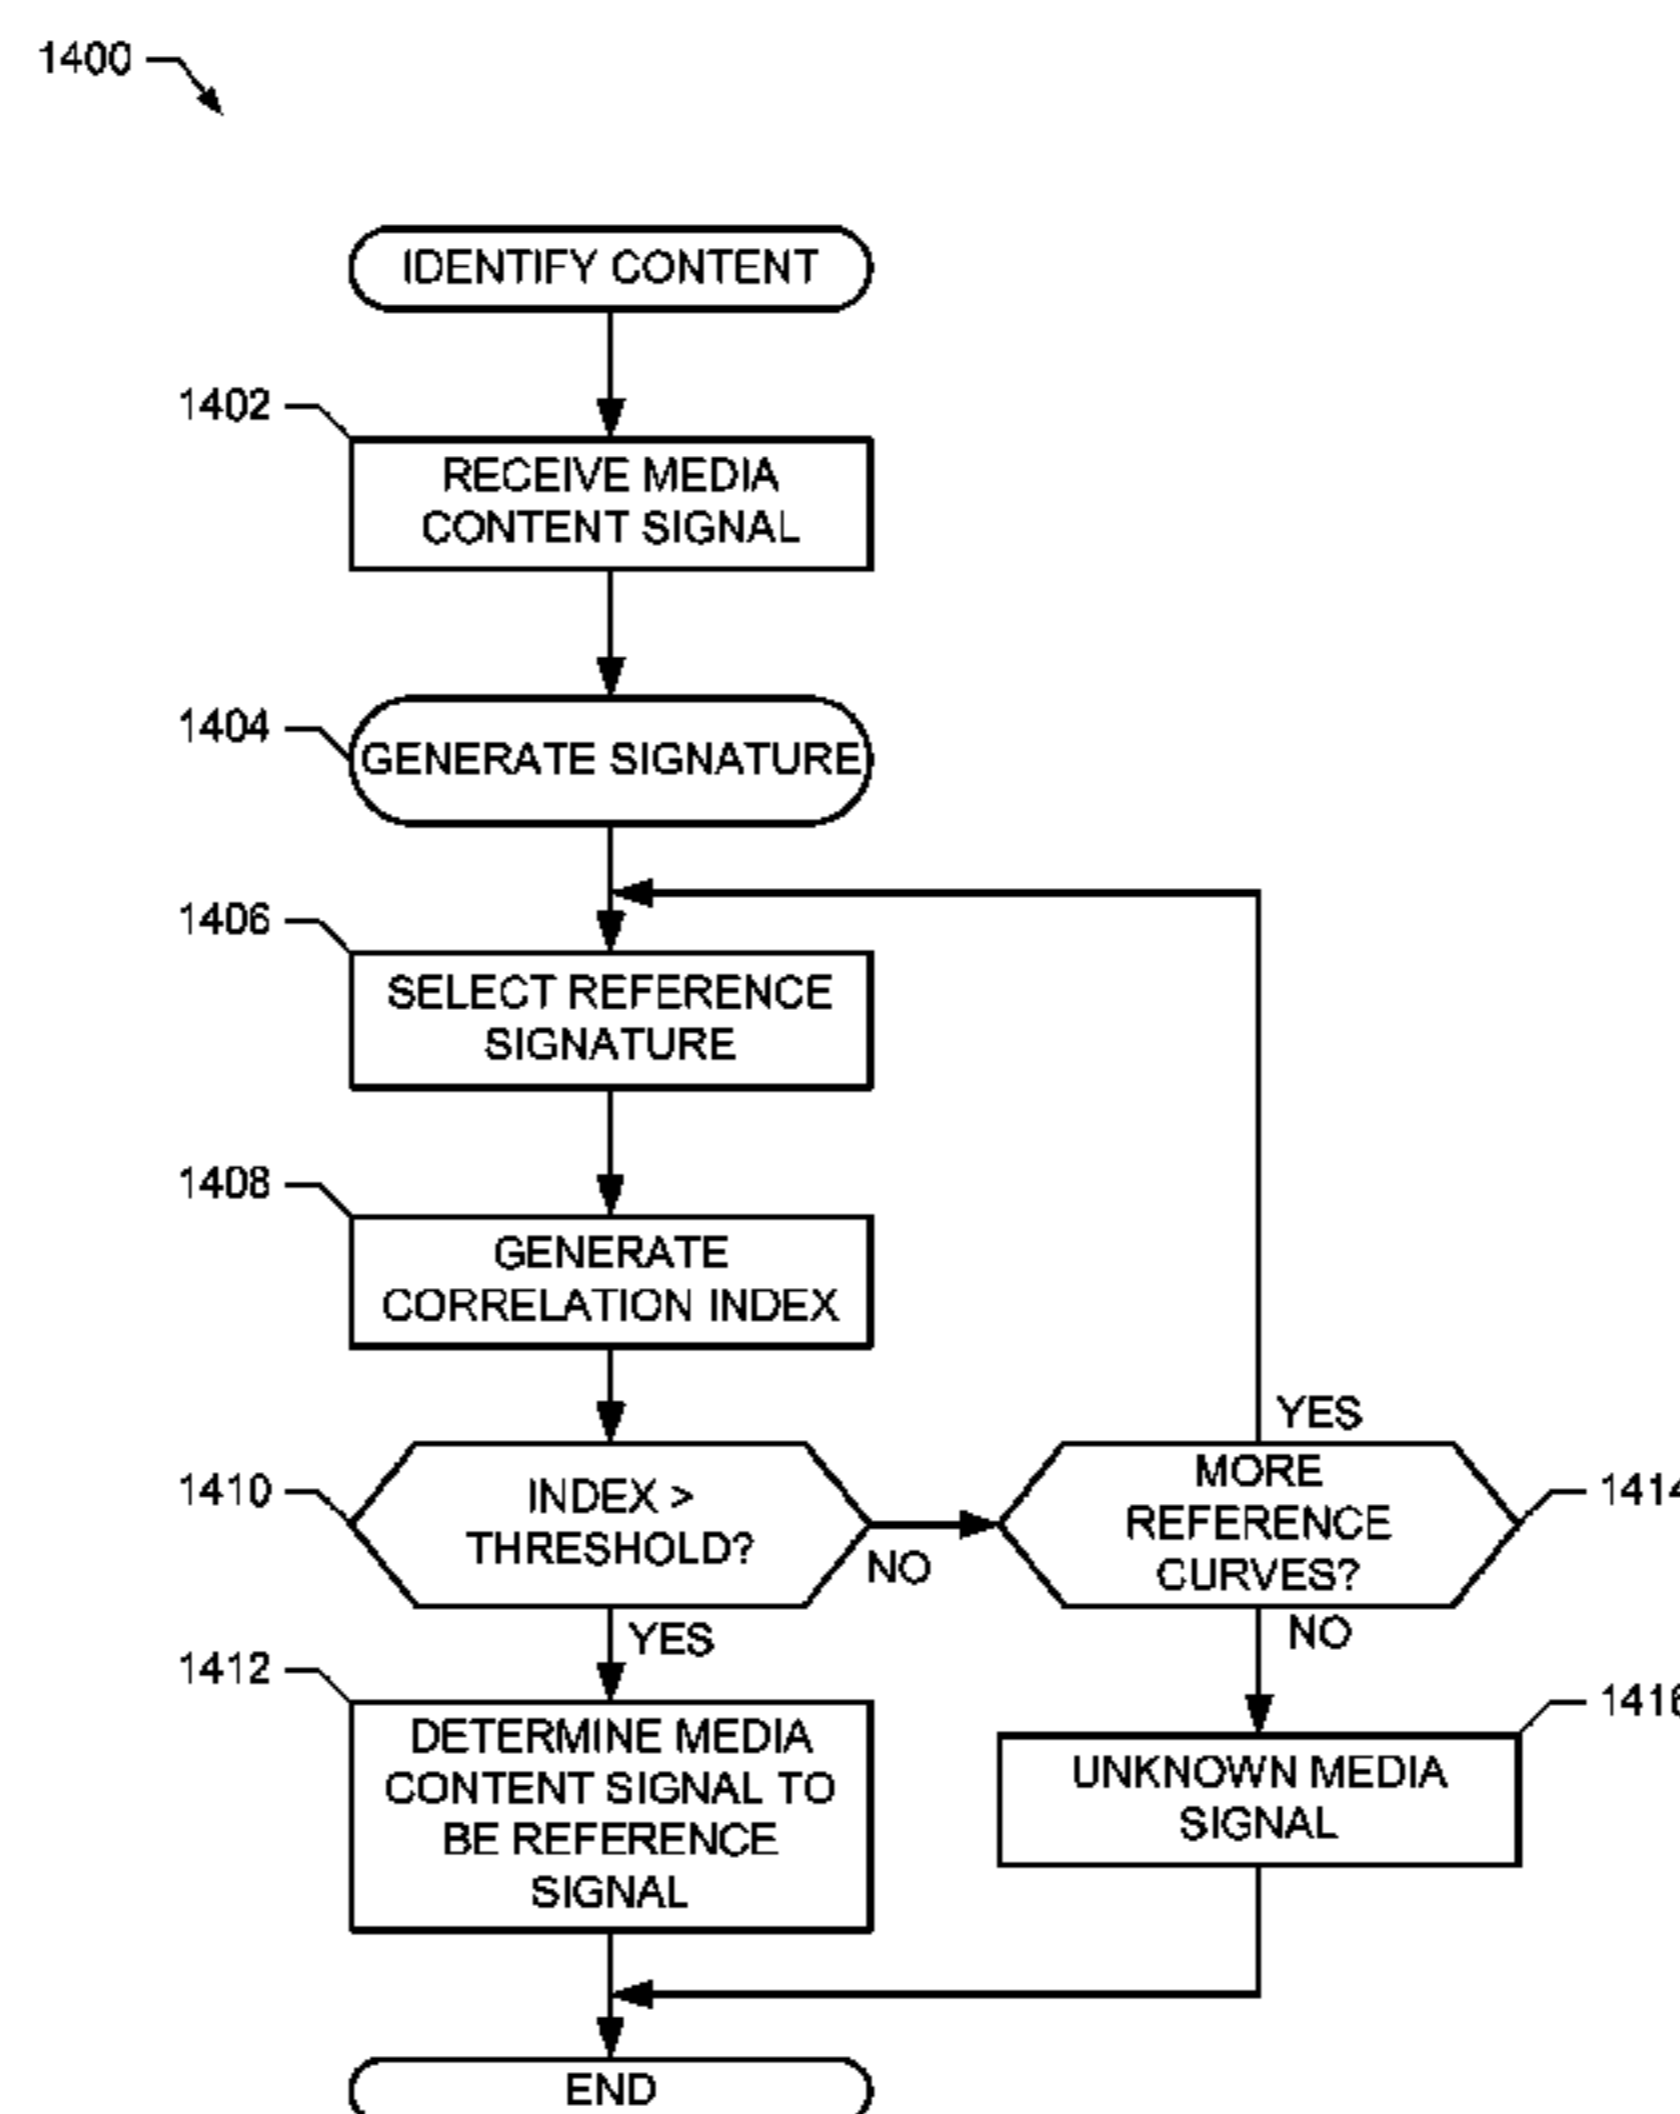 1400
IDENTIFY CONTENT
1402
RECEIVE MEDIA
CONTENT SIGNAL
1404
GENERATE SIGNATURE
1406
SELECT REFERENCE
SIGNATURE
1408
GENERATE
CORRELATION INDEX
1410
INDEX >
THRESHOLD?
NO
YES
MORE
REFERENCE
CURVES?
1414
YES
NO
1412
DETERMINE MEDIA
CONTENT SIGNAL TO
BE REFERENCE
SIGNAL
1416
UNKNOWN MEDIA
SIGNAL
END